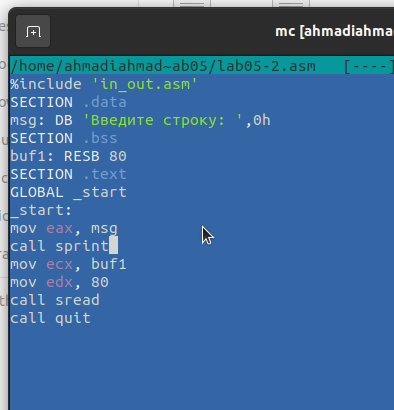 mc [ahmadiahmad
/home/ahmadiahmad~ab05/lab05-2.asm [----]
%include 'in_out.asm'
SECTION .data
msg: DB 'Введите строку: ',0h
SECTION .bss
buf1: RESB 80
SECTION .text
GLOBAL _start
_start:
mov eax, msg
call sprint
mov ecx, buf1
mov edx, 80
call sread
call quit